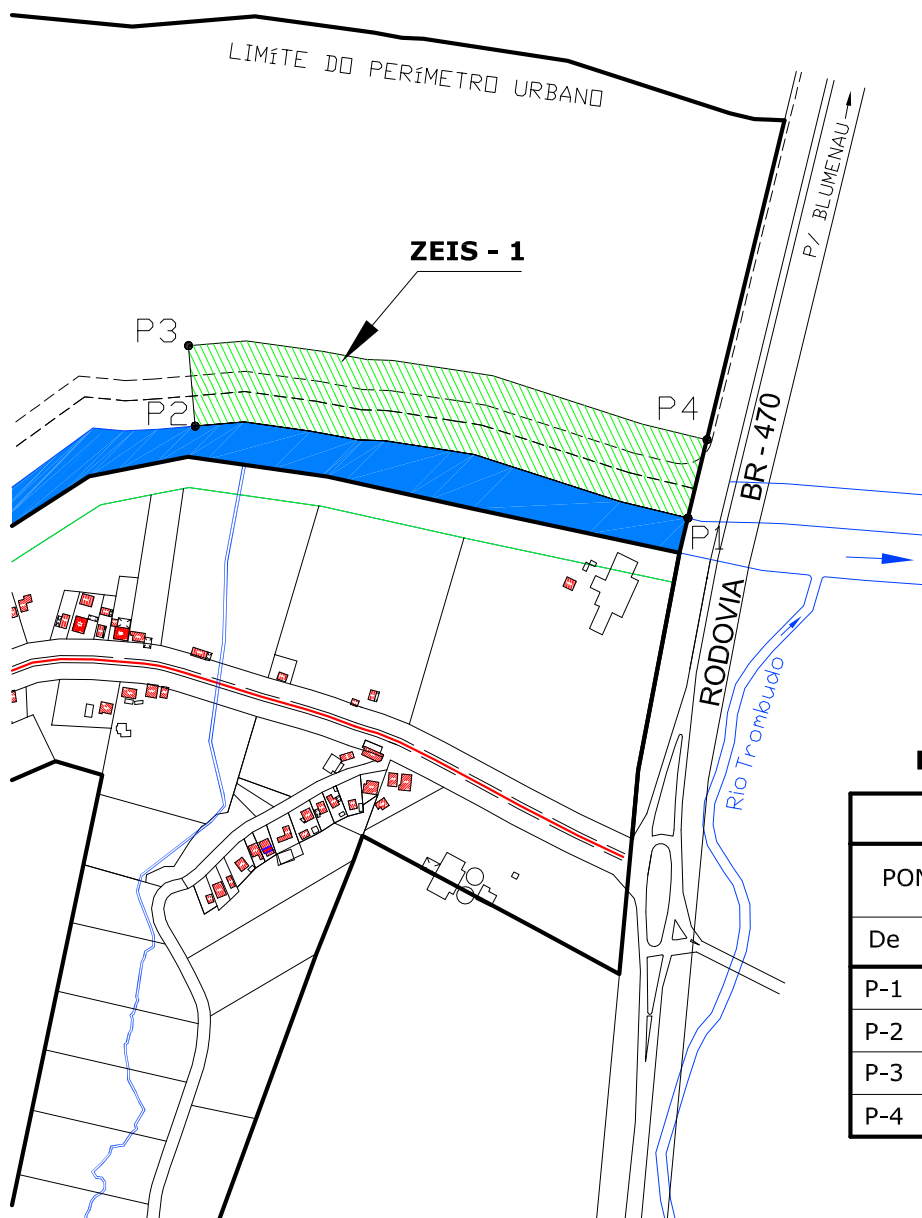 LIMíTE DO PERíMETRO URBANO
P/ BLUMENAU
ZEIS - 1
P3
P2
P4
P1
BR - 470
RODOVIA
Rio Trombudo
PON
De
P-1
P-2
P-3
P-4